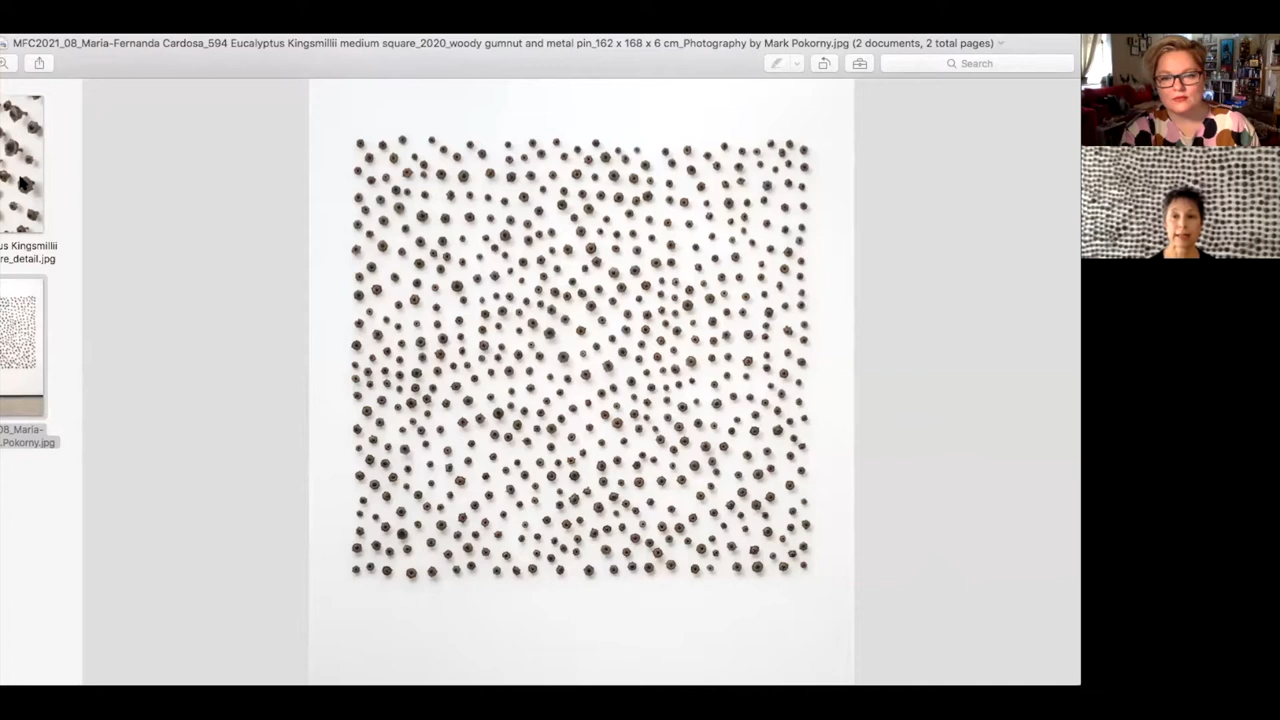 MFC2021_08_Maria-Fernanda Cardosa_594 Eucalyptus Kingsmillii medium square_2020_woody gumnut and metal pin_162 x 168 x 6 cm_Photography by Mark Pokorny.jpg (2 documents, 2 total pages)
Search
us Kingsmillii
re_detail.jpg
08_Maria-
Pokorny.jpg